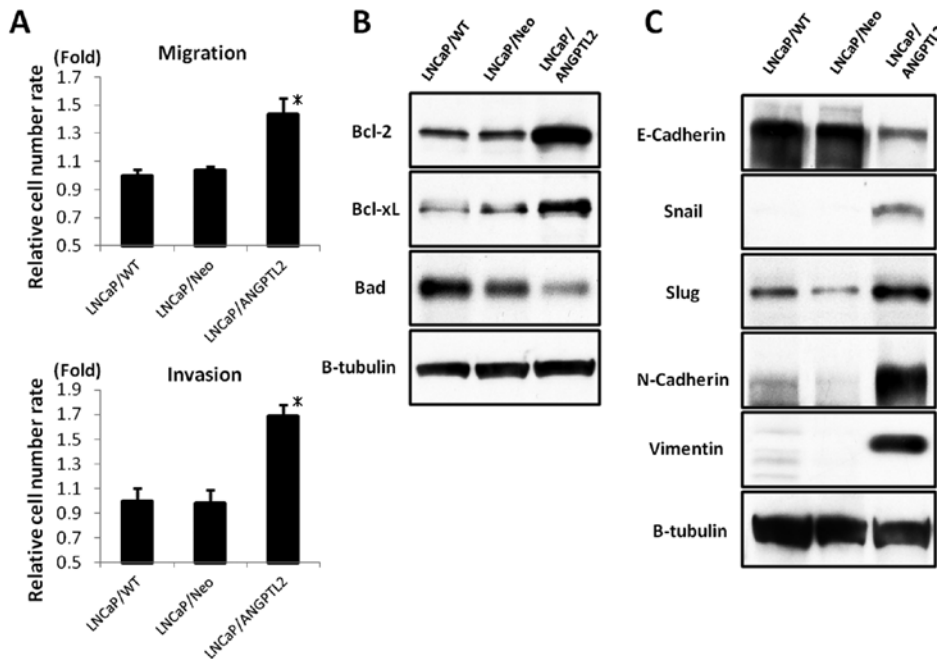 A
Migration
(Fold)
Relative cell number rate
1.7
1.5
1.3
1.1
0.9
0.7
0.5
*
LNCaP/WT
LNCaP/Neo
LNCaP/ANGPTL2
Invasion
(Fold)
Relative cell number rate
1.9
1.7
1.5
1.3
1.1
0.9
0.7
0.5
*
LNCaP/WT
LNCaP/Neo
LNCaP/ANGPTL2
B
LNCaP/WT
LNCaP/Neo
LNCaP/
ANGPTL2
Bcl-2
Bcl-xL
Bad
B-tubulin
C
LNCaP/WT
LNCaP/Neo
LNCaP/
ANGPTL2
E-Cadherin
Snail
Slug
N-Cadherin
Vimentin
B-tubulin